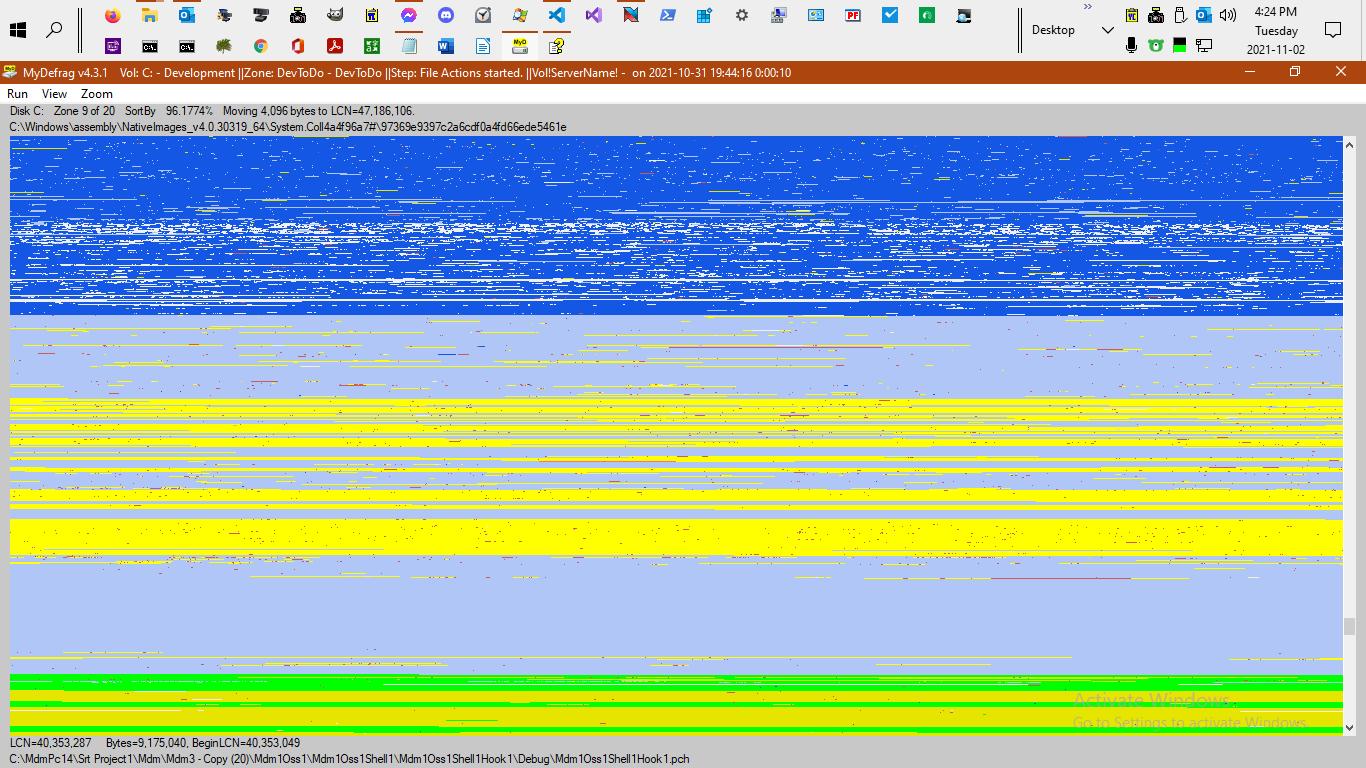 Desktop
4:24 PM
Tuesday
2021-11-02
MyDefrag v4.3.1 Vol: C: - Development ||Zone: DevToDo - DevToDo ||Step: File Actions started. ||Vol!ServerName! - on 2021-10-31 19:44:16 0:00:10
Run View Zoom
Disk C: Zone 9 of 20 SortBy 96.1774% Moving 4,096 bytes to LCN=47,186,106.
C:\Windows\assembly\NativeImages_v4.0.30319_64\System.Coll4a4f96a7#\97369e9397c2a6cdf0a4fd66ede5461e
Activate Windows
Go to Settings to activate Windows.
LCN=40,353,287 Bytes=9,175,040, BeginLCN=40,353,049
C:\MdmPc14\Srt Project1\Mdm\Mdm3 - Copy (20)\Mdm1Oss1\Mdm1Oss1Shell1\Mdm1Oss1Shell1Hook1\Debug\Mdm1Oss1Shell1Hook1.pch